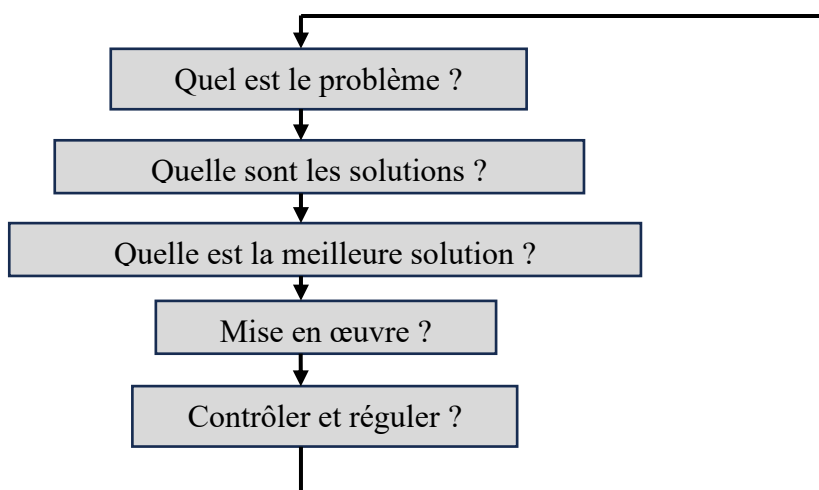 Quel est le problème ?
Quelle sont les solutions ?
Quelle est la meilleure solution ?
Mise en œuvre ?
Contrôler et réguler ?